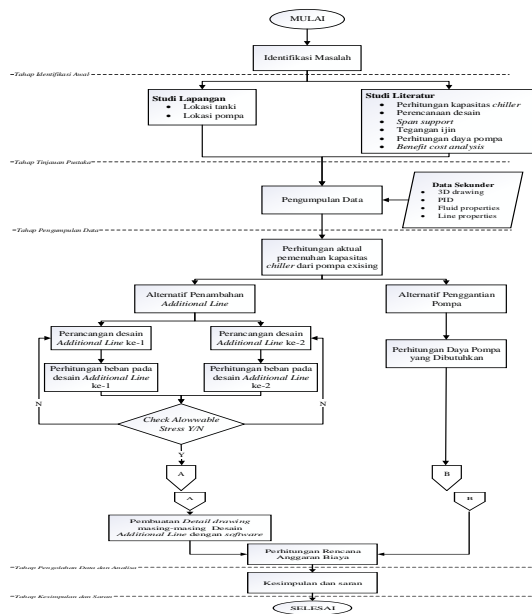 MULAI
Identifikasi Masalah
Tahap Identifikasi Awal
Studi Lapangan
• Lokasi tanki
• Lokasi pompa
Studi Literatur
• Perhitungan kapasitas chiller
• Perencanaan desain
• Span support
• Tegangan ijin
• Perhitungan daya pompa
• Benefit cost analysis
Tahap Tinjauan Pustaka
Pengumpulan Data
Data Sekunder
• 3D drawing
• PID
• Fluid properties
• Line properties
Tahap Pengumpulan Data
Perhitungan aktual
pemenuhan kapasitas
chiller dari pompa exising
Alternatif Penambahan
Additional Line
Alternatif Penggantian
Pompa
Perancangan desain
Additional Line ke-1
Perancangan desain
Additional Line ke-2
Perhitungan Daya Pompa
yang Dibutuhkan
Perhitungan beban pada
desain Additional Line
ke-1
Perhitungan beban pada
desain Additional Line
ke-2
N
N
Check Alowwable
Stress Y/N
Y
A
B
A
B
Pembuatan Detail drawing
masing-masing Desain
Additional Line dengan software
Perhitungan Rencana
Anggaran Biaya
Tahap Pengolahan Data dan Analisa
Kesimpulan dan saran
Tahap Kesimpulan dan Saran
SELESAI